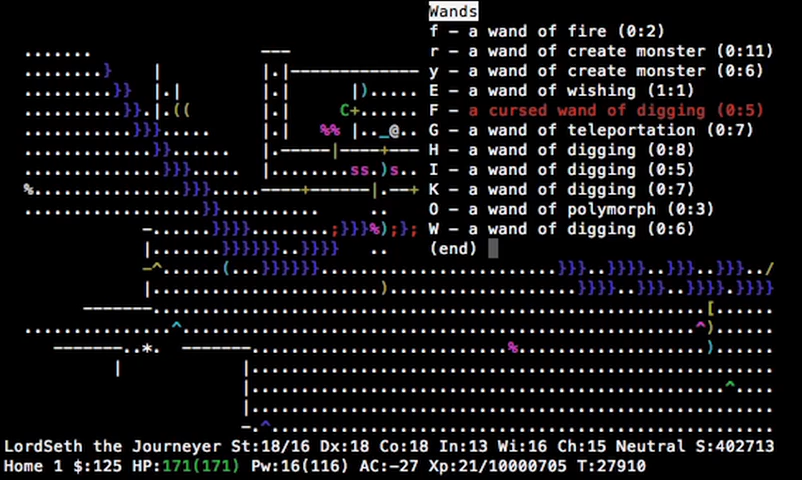 Wands
f - a wand of fire (0:2)
r - a wand of create monster (0:11)
y - a wand of create monster (0:6)
E - a wand of wishing (1:1)
F - a cursed wand of digging (0:5)
G - a wand of teleportation (0:7)
H - a wand of digging (0:8)
I - a wand of digging (0:5)
K - a wand of digging (0:7)
O - a wand of polymorph (0:3)
W - a wand of digging (0:6)
(end)
LordSeth the Journeyer St:18/16 Dx:18 Co:18 In:13 Wi:16 Ch:15 Neutral S:402713
Home 1 $:125 HP:171(171) Pw:16(116) AC:-27 Xp:21/10000705 T:27910